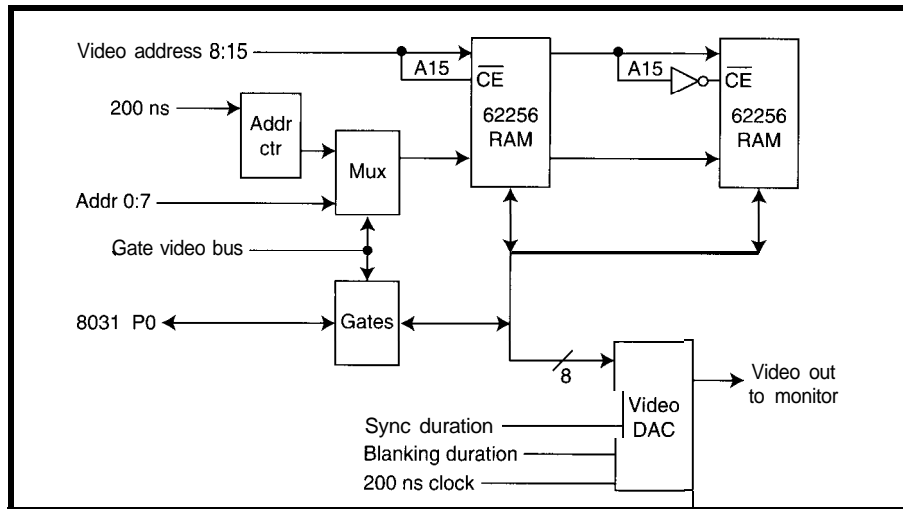 Video address 8:15
A15
CE
62256
RAM
A15
CE
62256
RAM
200 ns
Addr
ctr
Mux
Addr 0:7
Gate video bus
8031 P0
Gates
8
Video
DAC
Video out
to monitor
Sync duration
Blanking duration
200 ns clock